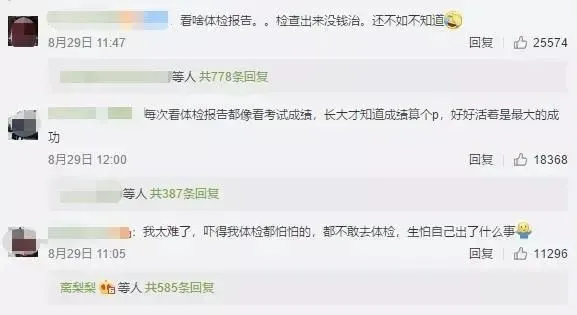 看啥体检报告。。检查出来没钱治。还不如不知道
8月29日 11:47 回复 25574
等人 共778条回复
每次看体检报告都像看考试成绩，长大才知道成绩算个p，好好活着是最大的成
功
8月29日 12:00 回复 18368
等人 共387条回复
：我太难了，吓得我体检都怕怕的，都不敢去体检，生怕自己出了什么事
8月29日 11:05 回复 11296
离梨梨 等人 共585条回复